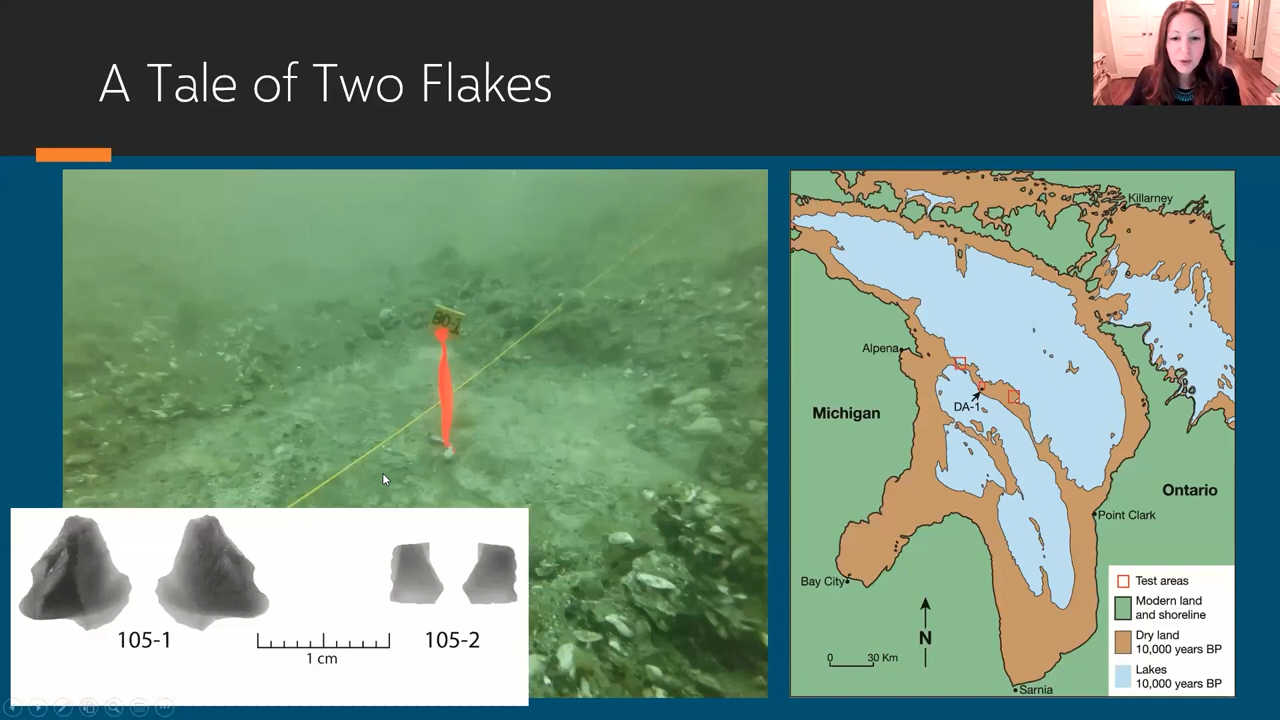 A Tale of Two Flakes
105-1
1 cm
105-2
Killarney
Alpena
DA-1
Michigan
Ontario
Point Clark
Bay City
N
0 30 Km
Sarnia
Test areas
Modern land
and shoreline
Dry land
10,000 years BP
Lakes
10,000 years BP